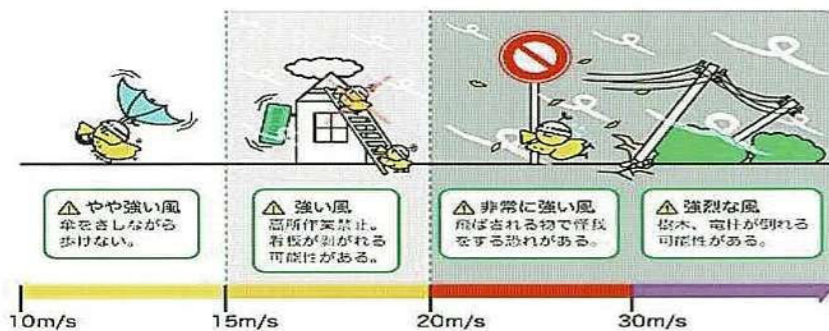 ⚠ やや強い風
傘をさしながら
歩けない。
⚠ 強い風
高所作業禁止。
看板が剥がれる
可能性がある。
⚠ 非常に強い風
飛ばされる物で怪我
をする恐れがある。
⚠ 強烈な風
樹木、電柱が倒れる
可能性がある。
10m/s 15m/s 20m/s 30m/s